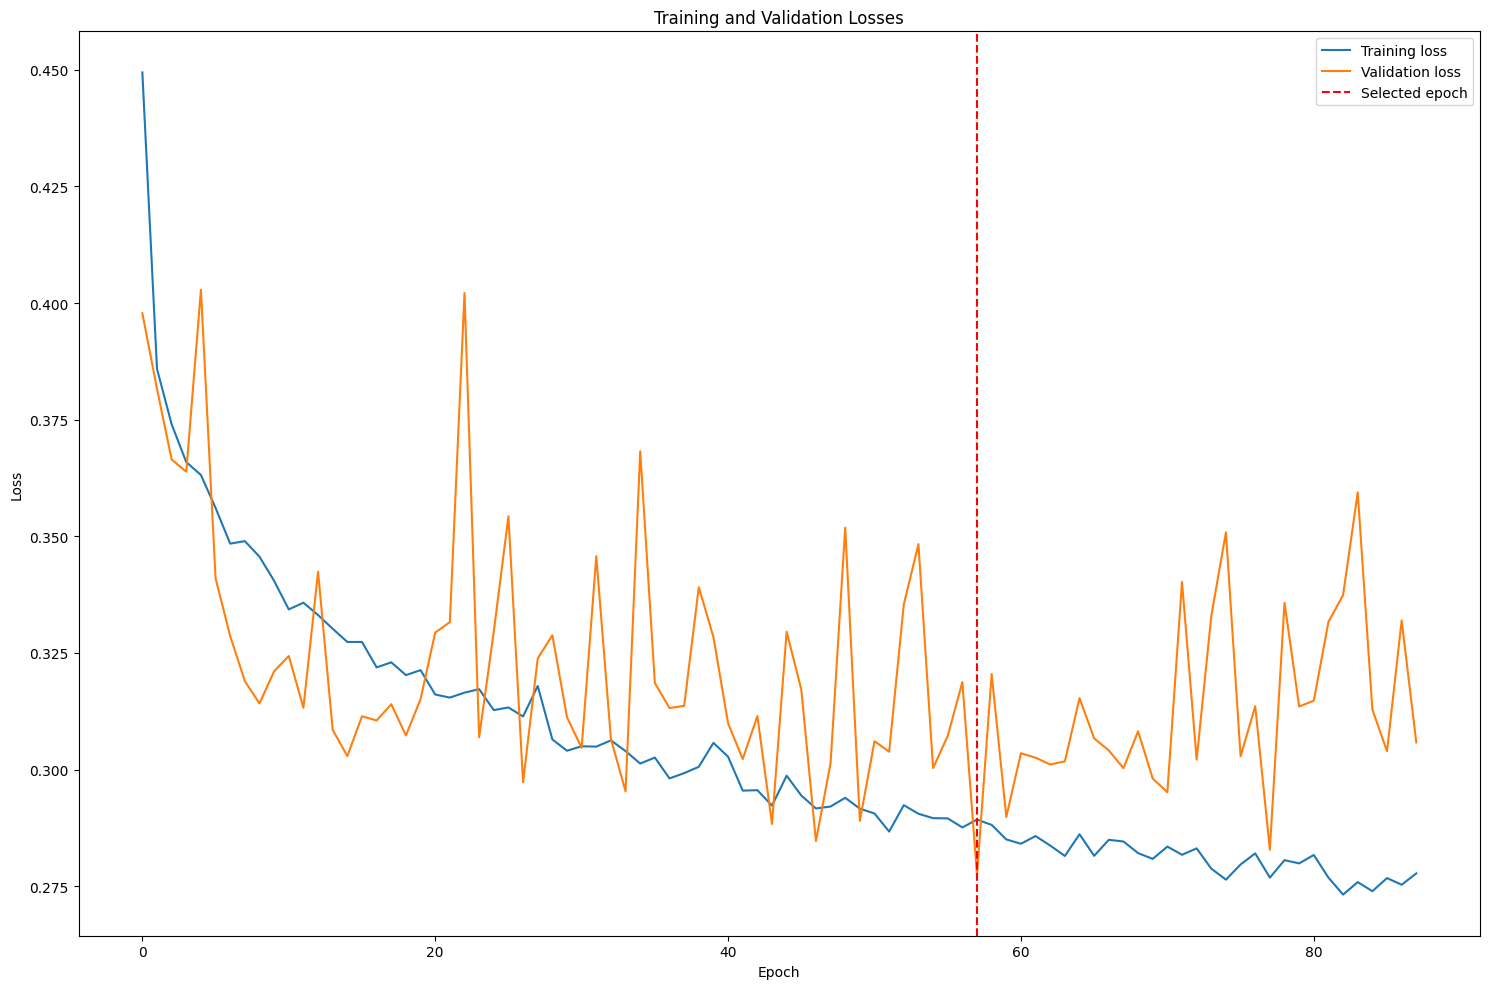 Training and Validation Losses
Training loss
Validation loss
Selected epoch
0.450
0.425
0.400
0.375
0.350
0.325
0.300
0.275
Loss
0 20 40 60 80
Epoch